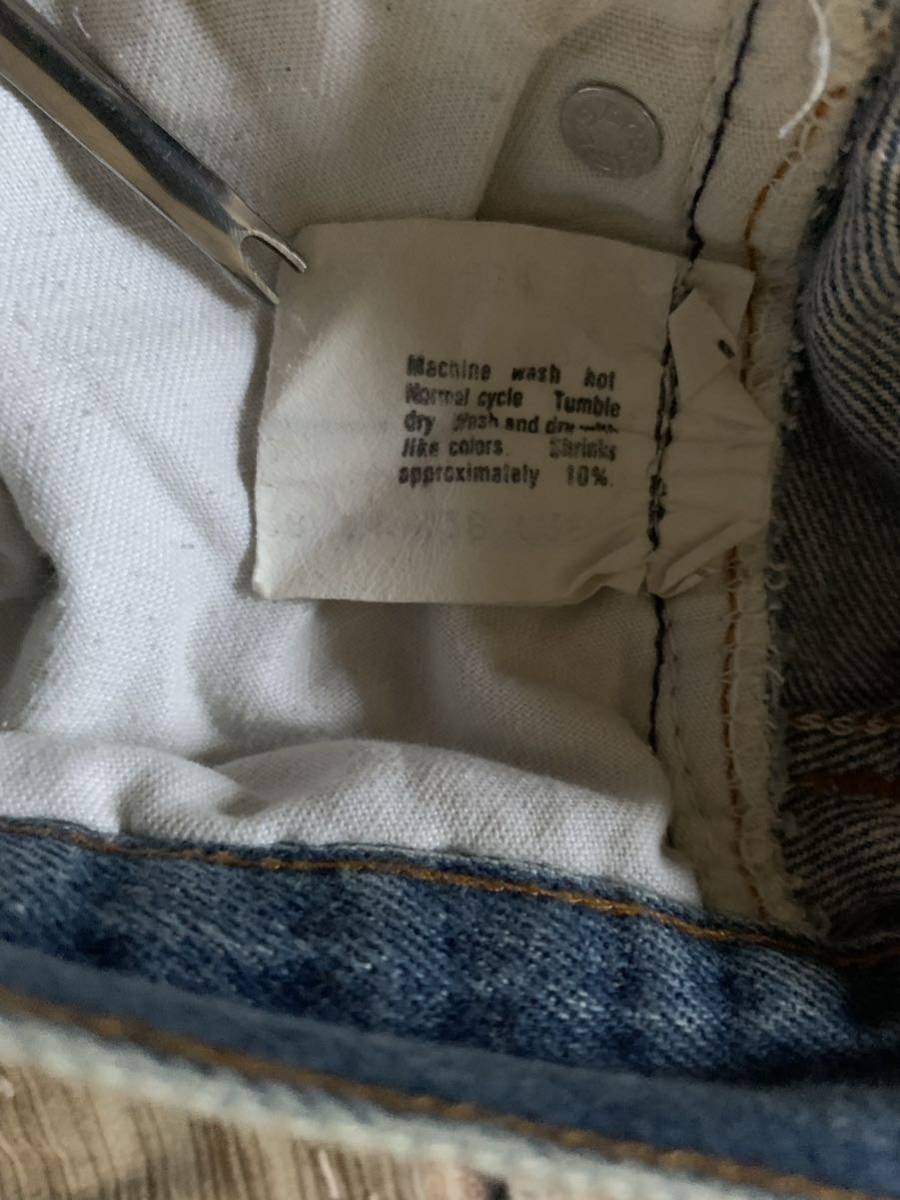 Machine wash hot
Normal cycle Tumble
dry Wash and dry with
like colors. Shrinks
approximately 10%.